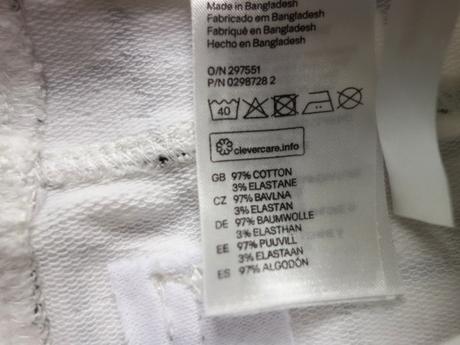 Made in Bangladesh
Fabricado em Bangladesh
Fabriqué en Bangladesh
Hecho en Bangladesh
O/N 297551
P/N 0298728 2
40
clevercare.info
GB 97% COTTON
3% ELASTANE
CZ 97% BAVLNA
3% ELASTAN
DE 97% BAUMWOLLE
3% ELASTHAN
EE 97% PUUVILL
3% ELASTAAN
ES 97% ALGODÓN